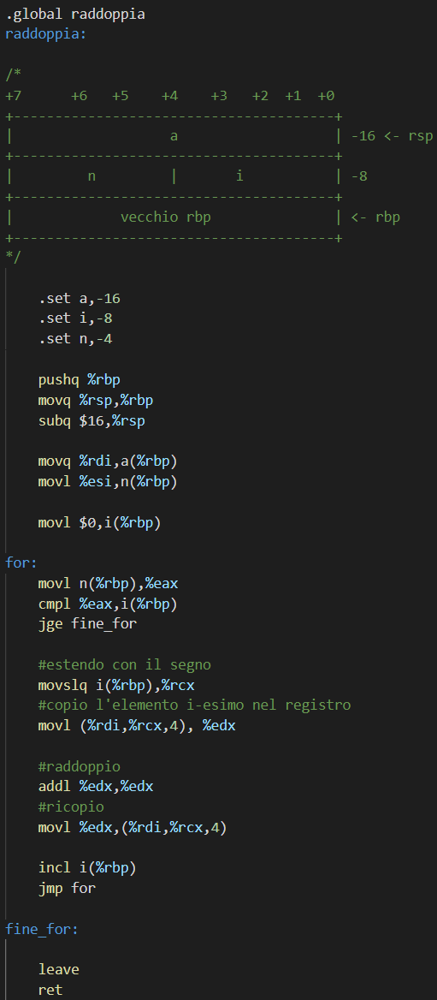 .global raddoppia
raddoppia:
/*
+7      +6   +5    +4    +3   +2  +1  +0
+---------------------------------------+
|                   a                   | -16 <- rsp
+---------------------------------------+
|         n         |       i           | -8
+---------------------------------------+
|             vecchio rbp               | <- rbp
+---------------------------------------+
*/
    .set a,-16
    .set i,-8
    .set n,-4
    pushq %rbp
    movq %rsp,%rbp
    subq $16,%rsp
    movq %rdi,a(%rbp)
    movl %esi,n(%rbp)
    movl $0,i(%rbp)
for:
    movl n(%rbp),%eax
    cmpl %eax,i(%rbp)
    jge fine_for
    #estendo con il segno
    movslq i(%rbp),%rcx
    #copio l'elemento i-esimo nel registro
    movl (%rdi,%rcx,4), %edx
    #raddoppio
    addl %edx,%edx
    #ricopio
    movl %edx,(%rdi,%rcx,4)
    incl i(%rbp)
    jmp for
fine_for:
    leave
    ret